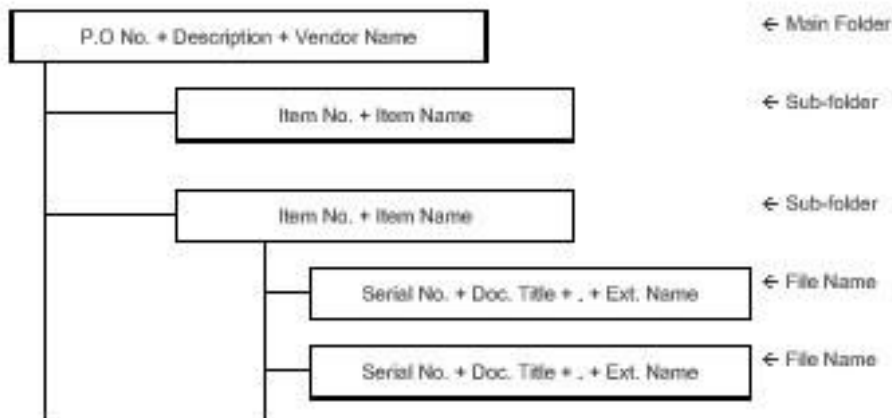 P.O No. + Description + Vendor Name ← Main Folder
Item No. + Item Name ← Sub-folder
Item No. + Item Name ← Sub-folder
Serial No. + Doc. Title + . + Ext. Name ← File Name
Serial No. + Doc. Title + . + Ext. Name ← File Name